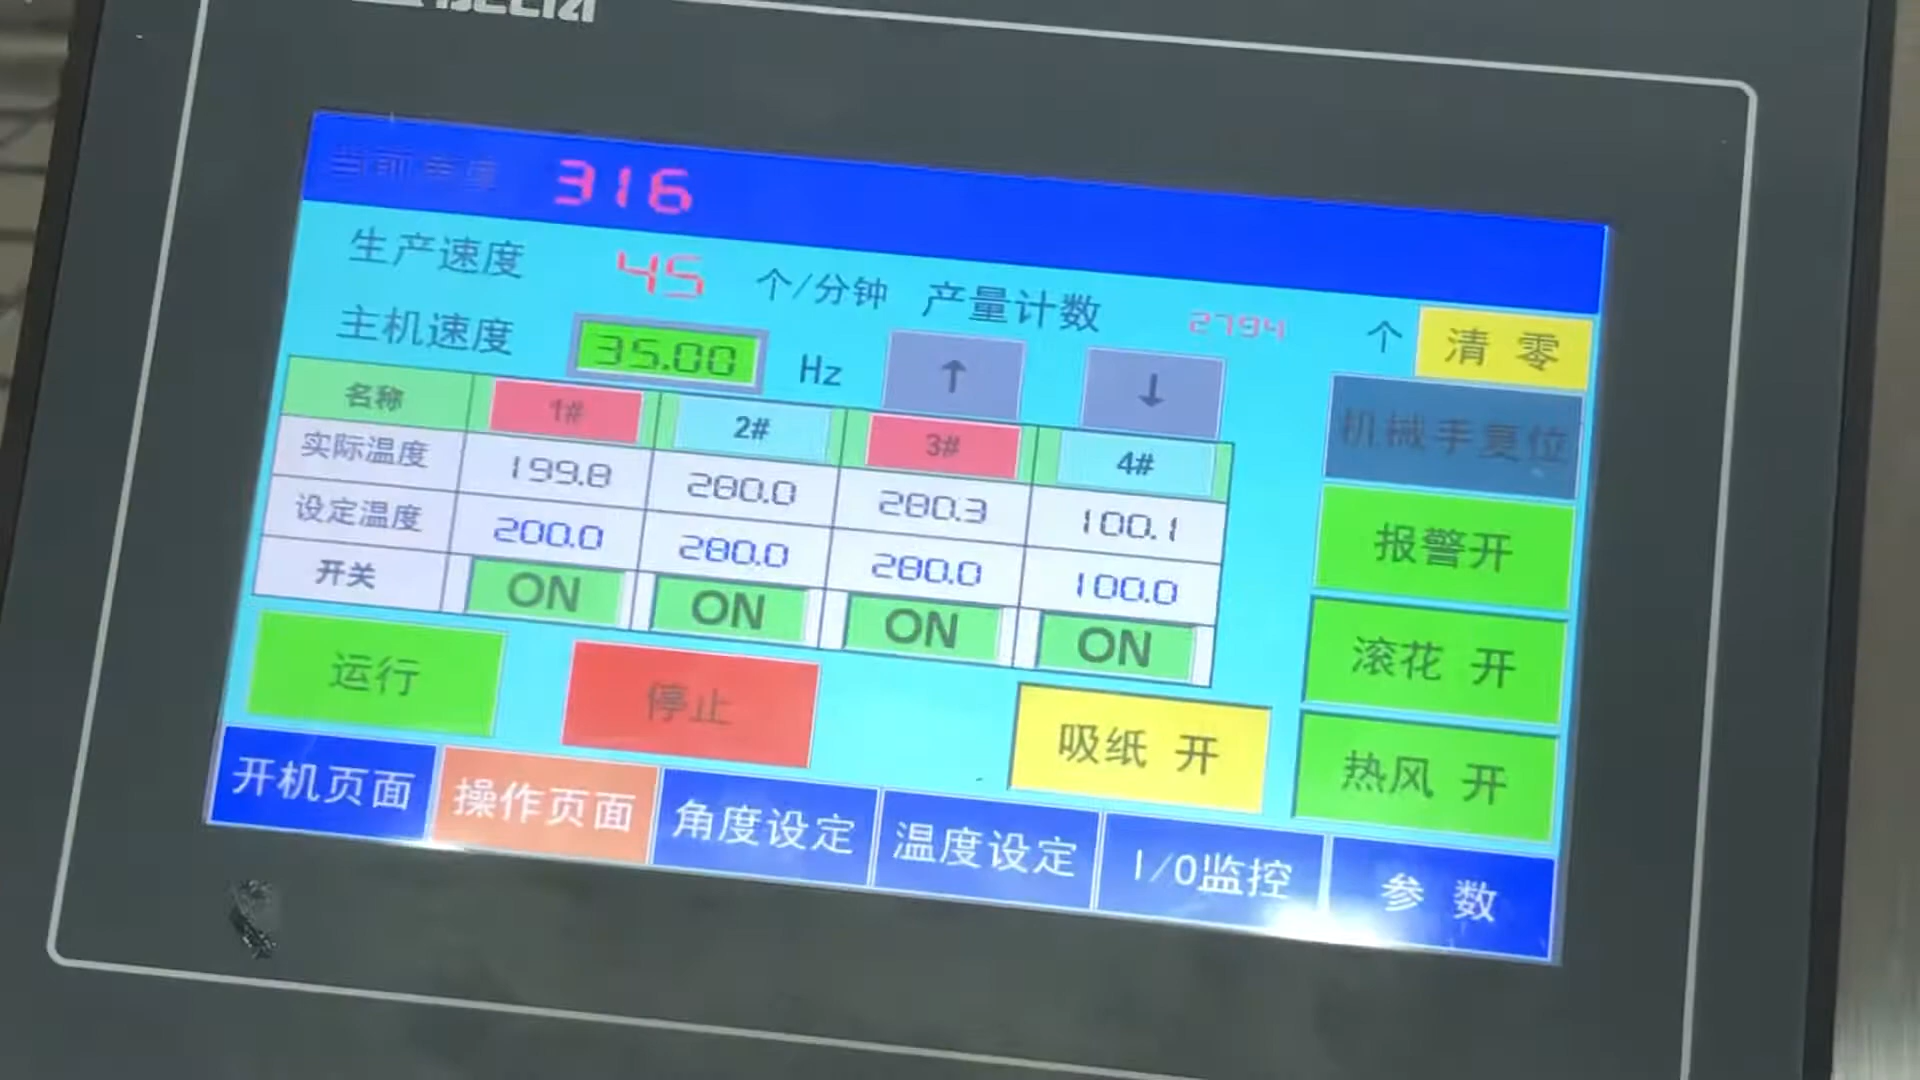 当前角度 316
生产速度 45 个/分钟 产量计数 2794 个 清 零
主机速度 35.00 Hz ↑ ↓
机械手复位
名称 1# 2# 3# 4#
实际温度 199.8 280.0 280.3 100.1
设定温度 200.0 280.0 280.0 100.0
开关 ON ON ON ON
报警开
滚花 开
热风 开
运行 停止 吸纸 开
开机页面 操作页面 角度设定 温度设定 I/O监控 参 数